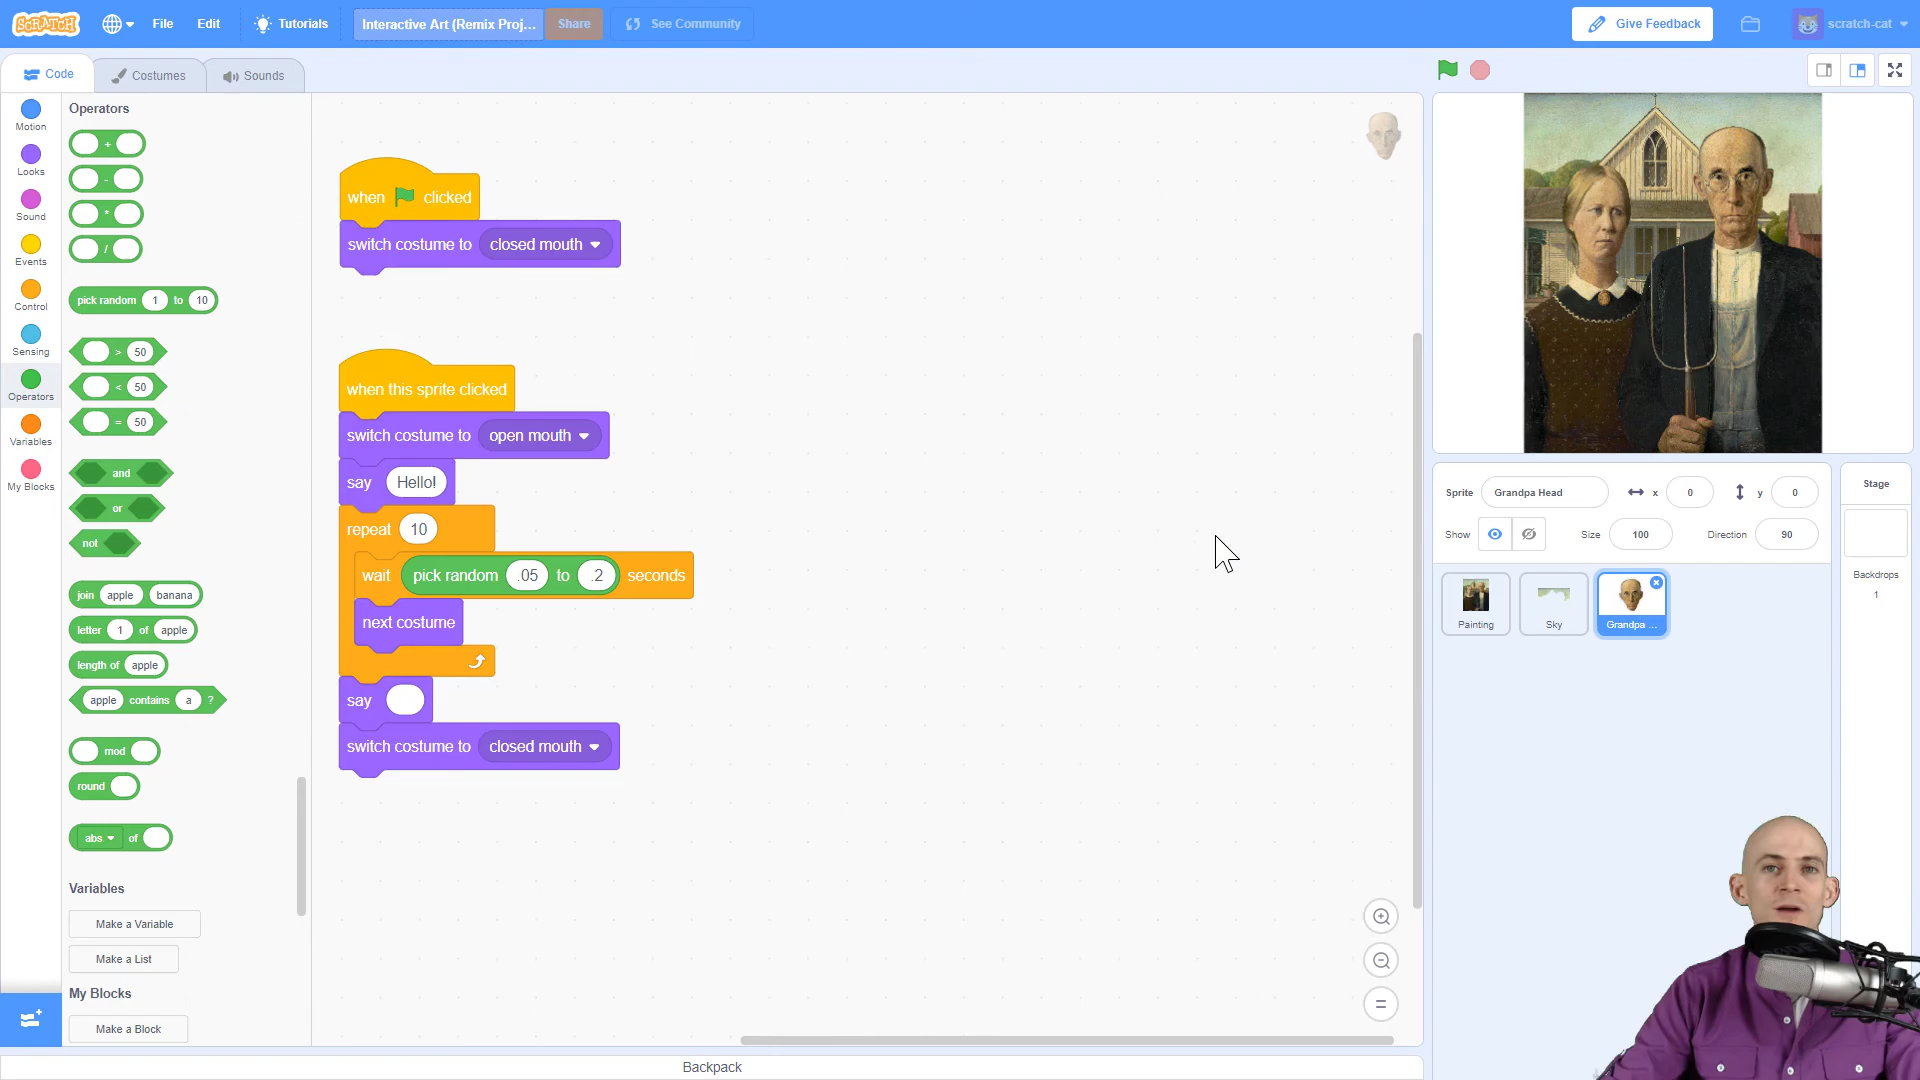 SCRATCH File Edit Tutorials Interactive Art (Remix Proj... Share See Community Give Feedback scratch-cat
Code Costumes Sounds
Motion
Looks
Sound
Events
Control
Sensing
Operators
Variables
My Blocks
Operators
+
-
*
/
pick random 1 to 10
> 50
< 50
= 50
and
or
not
join apple banana
letter 1 of apple
length of apple
apple contains a ?
mod
round
abs of
Variables
Make a Variable
Make a List
My Blocks
Make a Block
when clicked
switch costume to closed mouth
when this sprite clicked
switch costume to open mouth
say Hello!
repeat 10
wait pick random .05 to .2 seconds
next costume
say
switch costume to closed mouth
=
Backpack
Sprite Grandpa Head x 0 y 0
Show Size 100 Direction 90
Painting Sky Grandpa ...
Stage
Backdrops
1